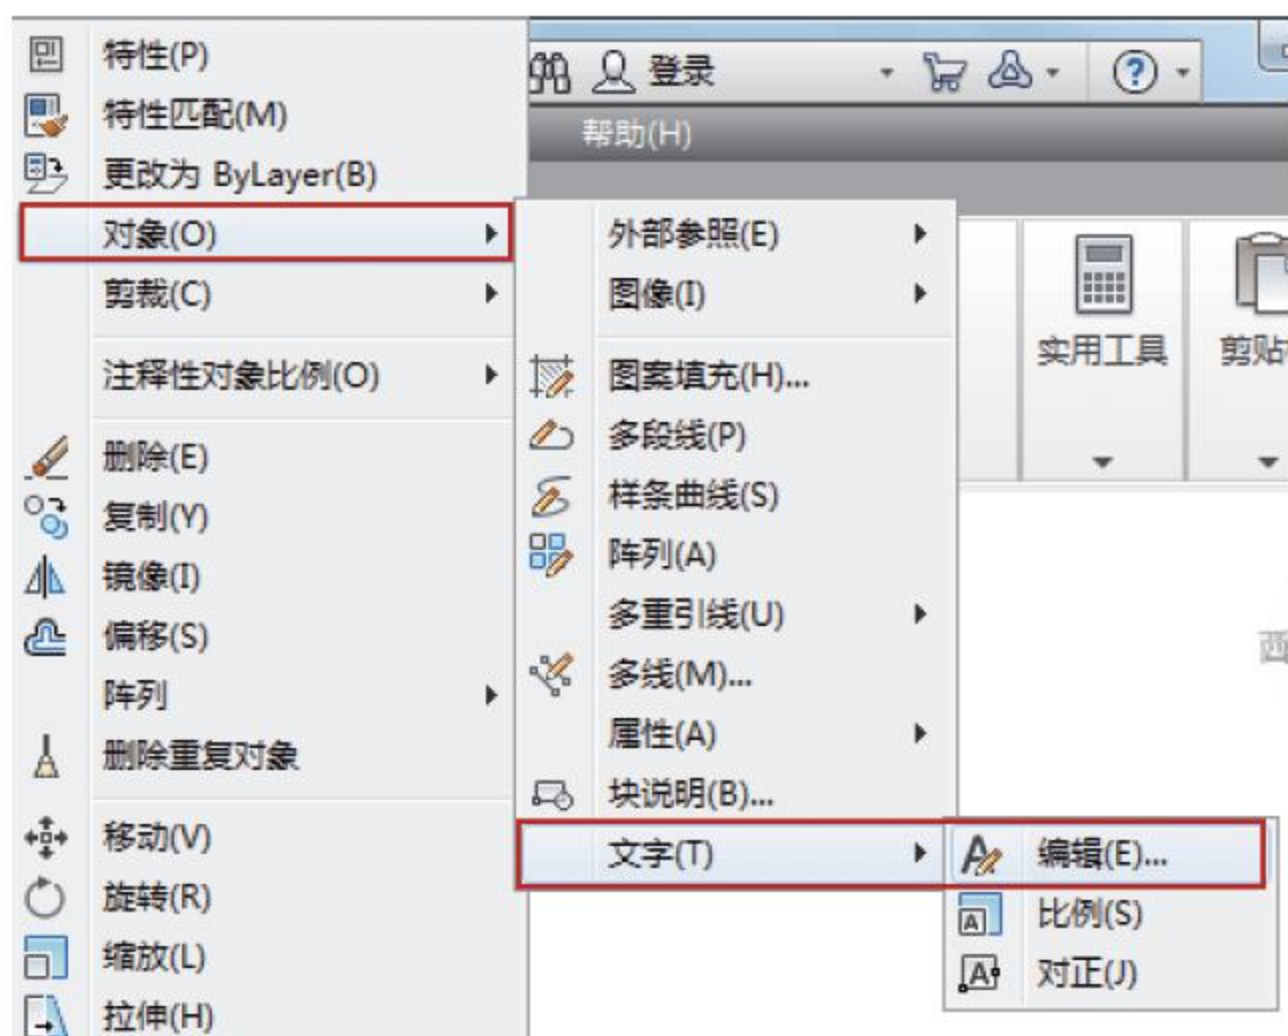 特性(P)
特性匹配(M)
更改为 ByLayer(B)
对象(O)
剪裁(C)
注释性对象比例(O)
删除(E)
复制(Y)
镜像(I)
偏移(S)
阵列
删除重复对象
移动(V)
旋转(R)
缩放(L)
拉伸(H)
登录
帮助(H)
外部参照(E)
图像(I)
图案填充(H)...
多段线(P)
样条曲线(S)
阵列(A)
多重引线(U)
多线(M)...
属性(A)
块说明(B)...
文字(T)
编辑(E)...
比例(S)
对正(J)
实用工具
剪贴
西